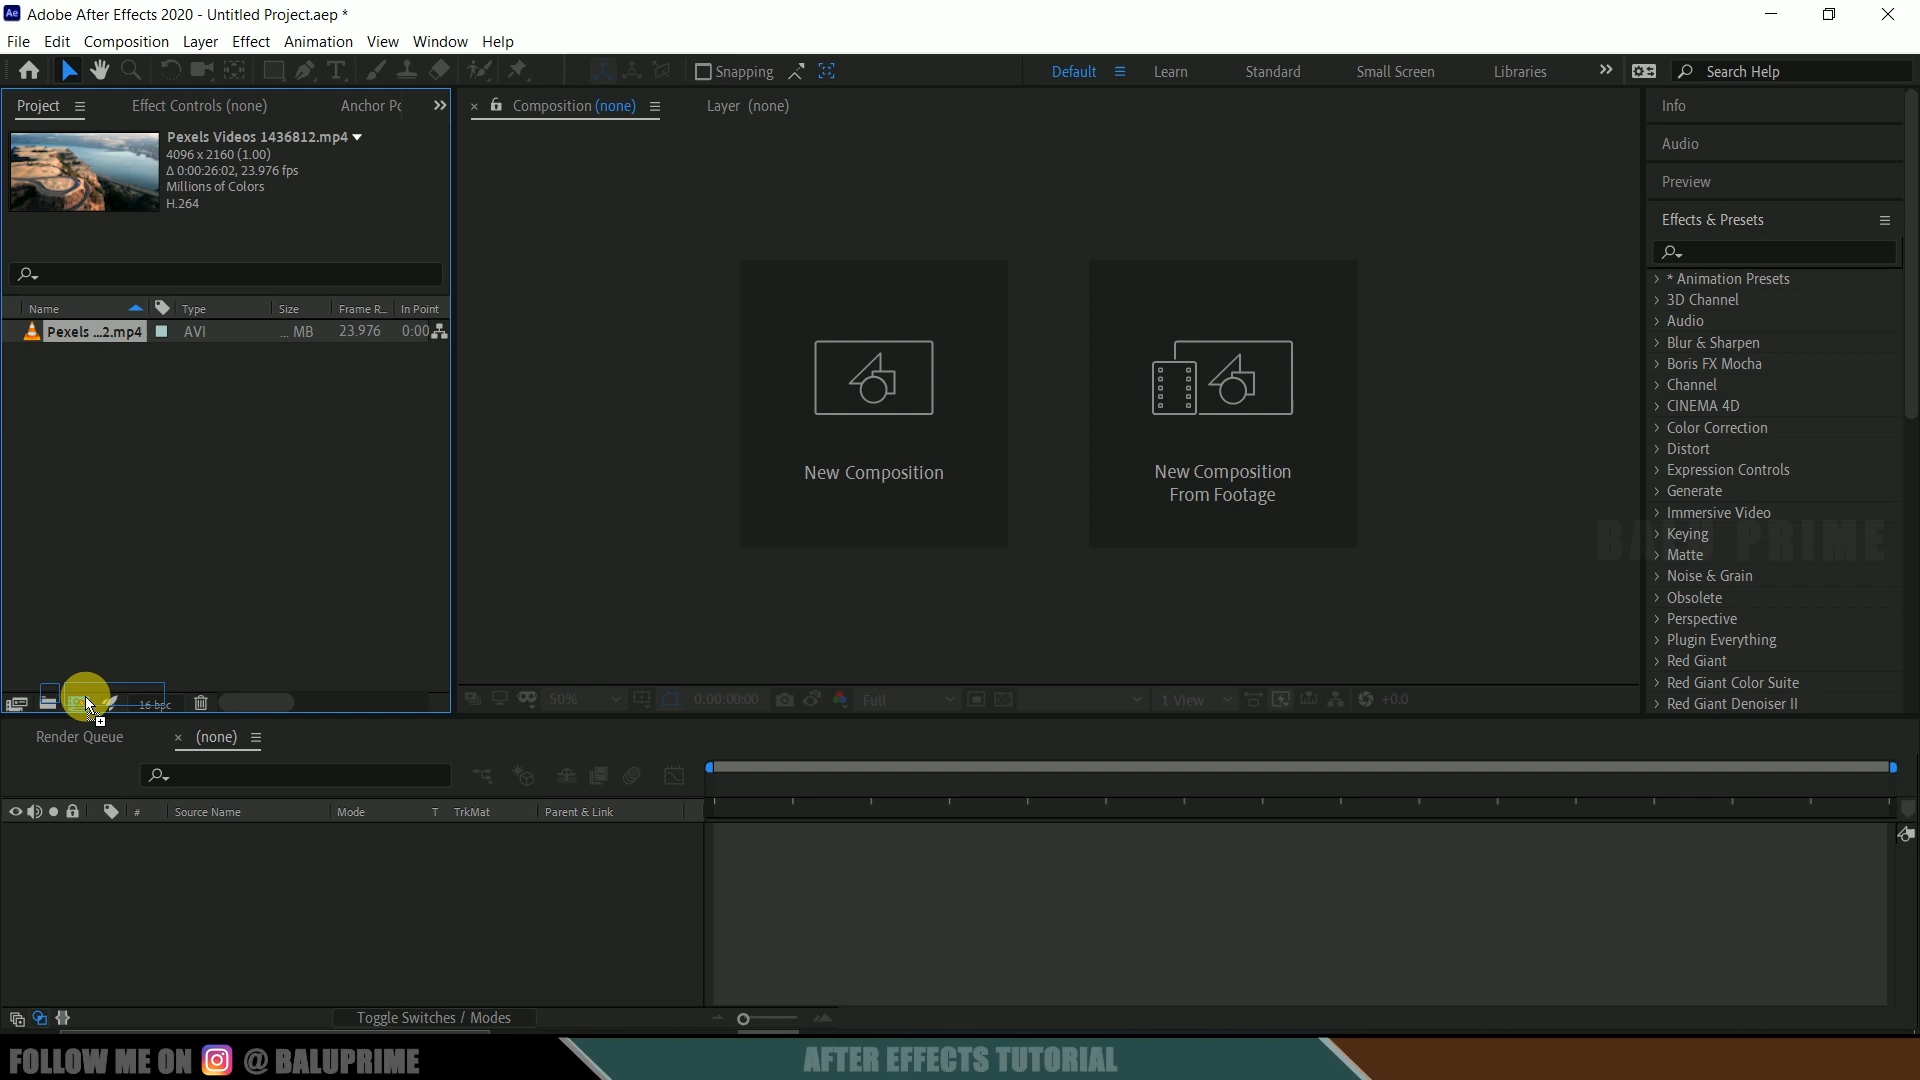 Adobe After Effects 2020 - Untitled Project.aep *
File Edit Composition Layer Effect Animation View Window Help
Snapping
Default Learn Standard Small Screen Libraries
Search Help
Project Effect Controls (none) Anchor Pc
Composition (none) Layer (none)
Pexels Videos 1436812.mp4
4096 x 2160 (1.00)
Δ 0:00:26:02, 23.976 fps
Millions of Colors
H.264
Name Type Size Frame R... In Point
Pexels ...2.mp4 AVI ... MB 23.976 0:00
16 bpc
New Composition
New Composition
From Footage
50% 0:00:00:00 Full 1 View +0.0
Info
Audio
Preview
Effects & Presets
* Animation Presets
3D Channel
Audio
Blur & Sharpen
Boris FX Mocha
Channel
CINEMA 4D
Color Correction
Distort
Expression Controls
Generate
Immersive Video
Keying
Matte
Noise & Grain
Obsolete
Perspective
Plugin Everything
Red Giant
Red Giant Color Suite
Red Giant Denoiser II
BALU PRIME
Render Queue (none)
# Source Name Mode T TrkMat Parent & Link
Toggle Switches / Modes
FOLLOW ME ON @ BALUPRIME
AFTER EFFECTS TUTORIAL